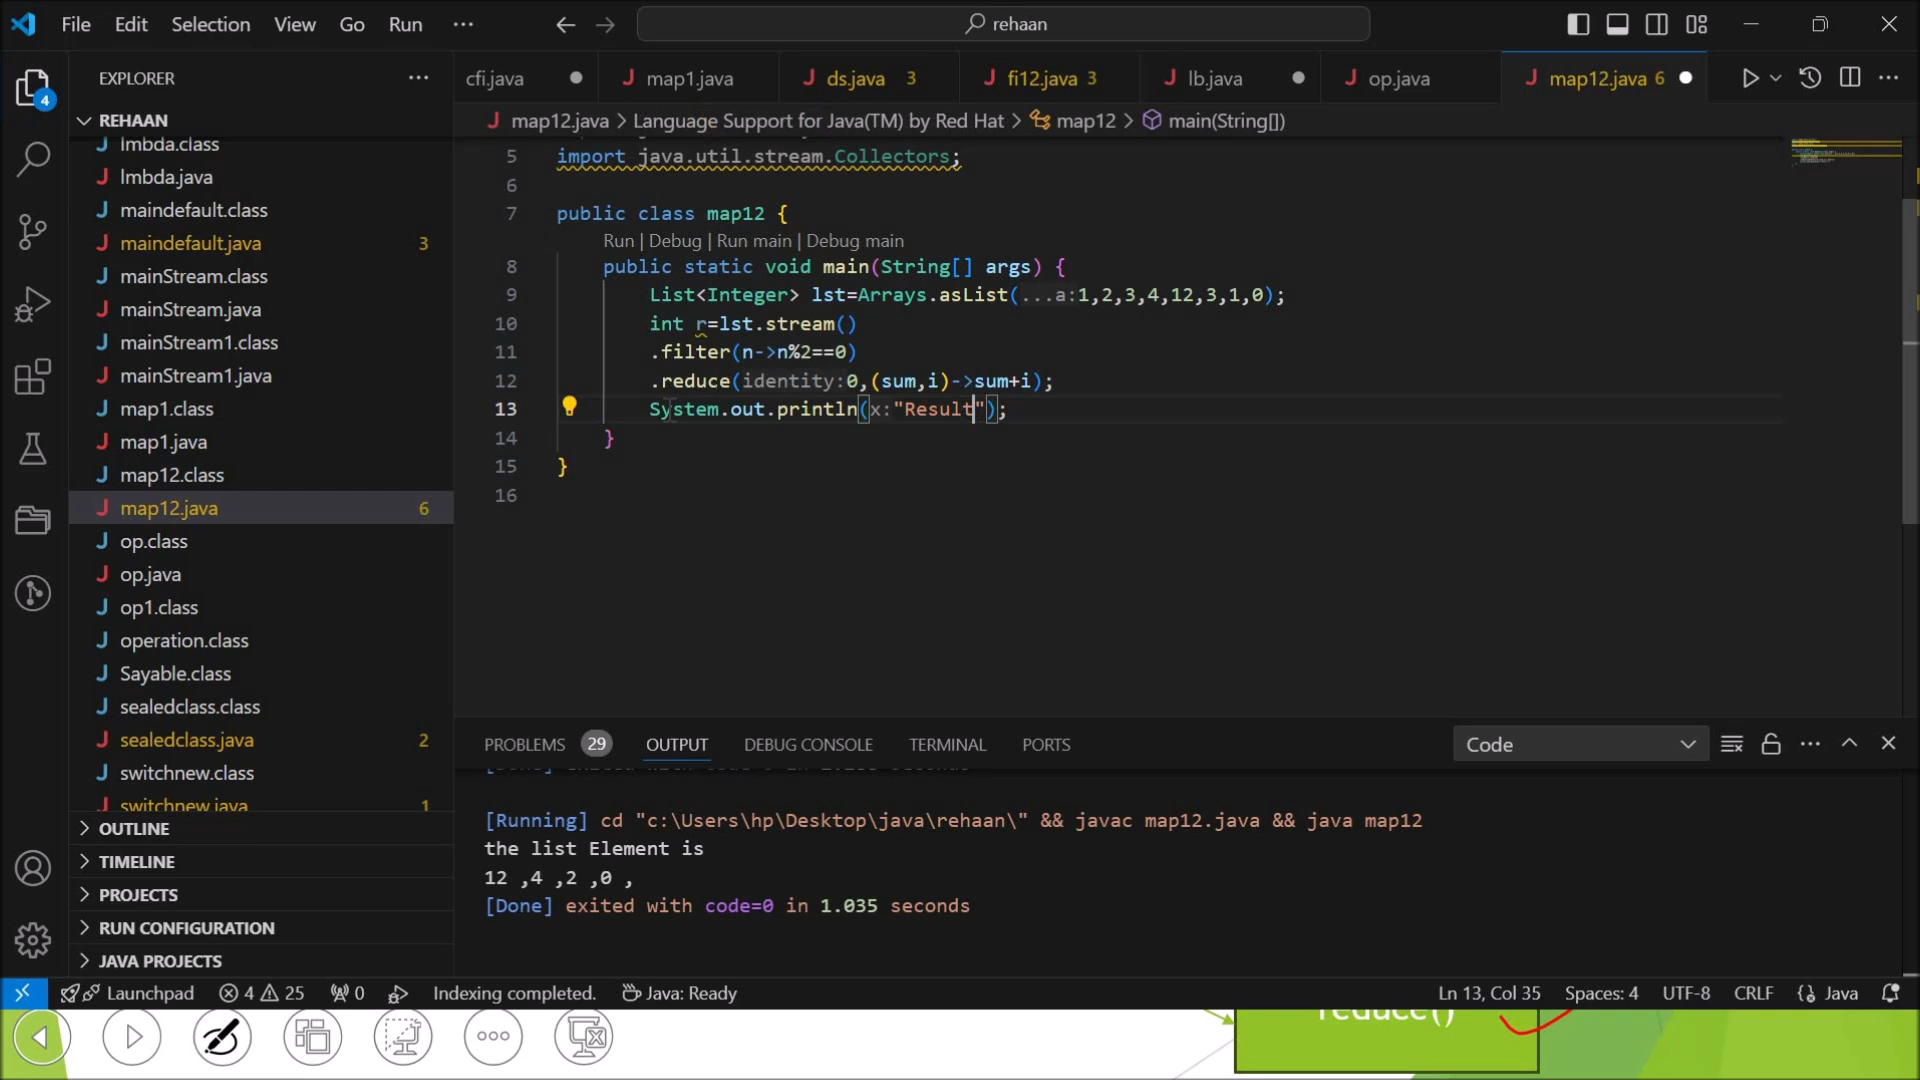 File Edit Selection View Go Run ··· rehaan
EXPLORER ···
cfi.java
map1.java
ds.java 3
fi12.java 3
lb.java
op.java
map12.java 6
REHAAN
map12.java > Language Support for Java(TM) by Red Hat > map12 > main(String[])
lmbda.class
lmbda.java
maindefault.class
maindefault.java 3
mainStream.class
mainStream.java
mainStream1.class
mainStream1.java
map1.class
map1.java
map12.class
map12.java 6
op.class
op.java
op1.class
operation.class
Sayable.class
sealedclass.class
sealedclass.java 2
switchnew.class
switchnew.java 1
OUTLINE
TIMELINE
PROJECTS
RUN CONFIGURATION
JAVA PROJECTS
5 import java.util.stream.Collectors;
6
7 public class map12 {
Run | Debug | Run main | Debug main
8 public static void main(String[] args) {
9 List<Integer> lst=Arrays.asList(...a:1,2,3,4,12,3,1,0);
10 int r=lst.stream()
11 .filter(n->n%2==0)
12 .reduce(identity:0,(sum,i)->sum+i);
13 System.out.println(x:"Result");
14 }
15 }
16
PROBLEMS 29 OUTPUT DEBUG CONSOLE TERMINAL PORTS Code
[Running] cd "c:\Users\hp\Desktop\java\rehaan\" && javac map12.java && java map12
the list Element is
12 ,4 ,2 ,0 ,
[Done] exited with code=0 in 1.035 seconds
Launchpad 4 25 0 Indexing completed. Java: Ready Ln 13, Col 35 Spaces: 4 UTF-8 CRLF {} Java
4
reduce()